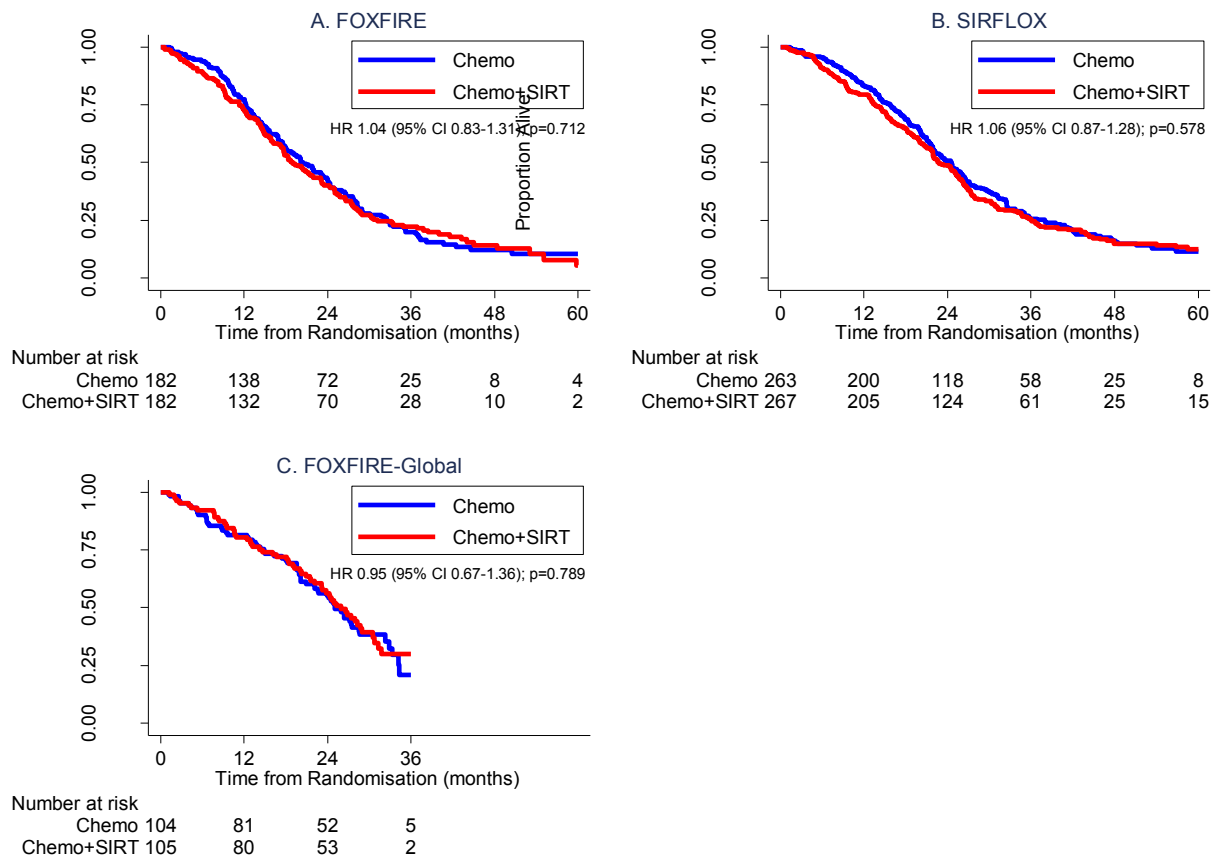 A. FOXFIRE
1.00
0.75
0.50
0.25
0.00
Chemo
Chemo+SIRT
HR 1.04 (95% CI 0.83-1.31); p=0.712
0 12 24 36 48 60
Time from Randomisation (months)
Number at risk
Chemo 182 138 72 25 8 4
Chemo+SIRT 182 132 70 28 10 2
Proportion Alive
B. SIRFLOX
1.00
0.75
0.50
0.25
0.00
Chemo
Chemo+SIRT
HR 1.06 (95% CI 0.87-1.28); p=0.578
0 12 24 36 48 60
Time from Randomisation (months)
Number at risk
Chemo 263 200 118 58 25 8
Chemo+SIRT 267 205 124 61 25 15
C. FOXFIRE-Global
1.00
0.75
0.50
0.25
0.00
Chemo
Chemo+SIRT
HR 0.95 (95% CI 0.67-1.36); p=0.789
0 12 24 36
Time from Randomisation (months)
Number at risk
Chemo 104 81 52 5
Chemo+SIRT 105 80 53 2